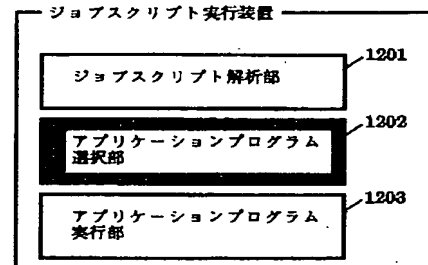 ジョブスクリプト実行装置
1201
ジョブスクリプト解析部
1202
アプリケーションプログラム
選択部
1203
アプリケーションプログラム
実行部